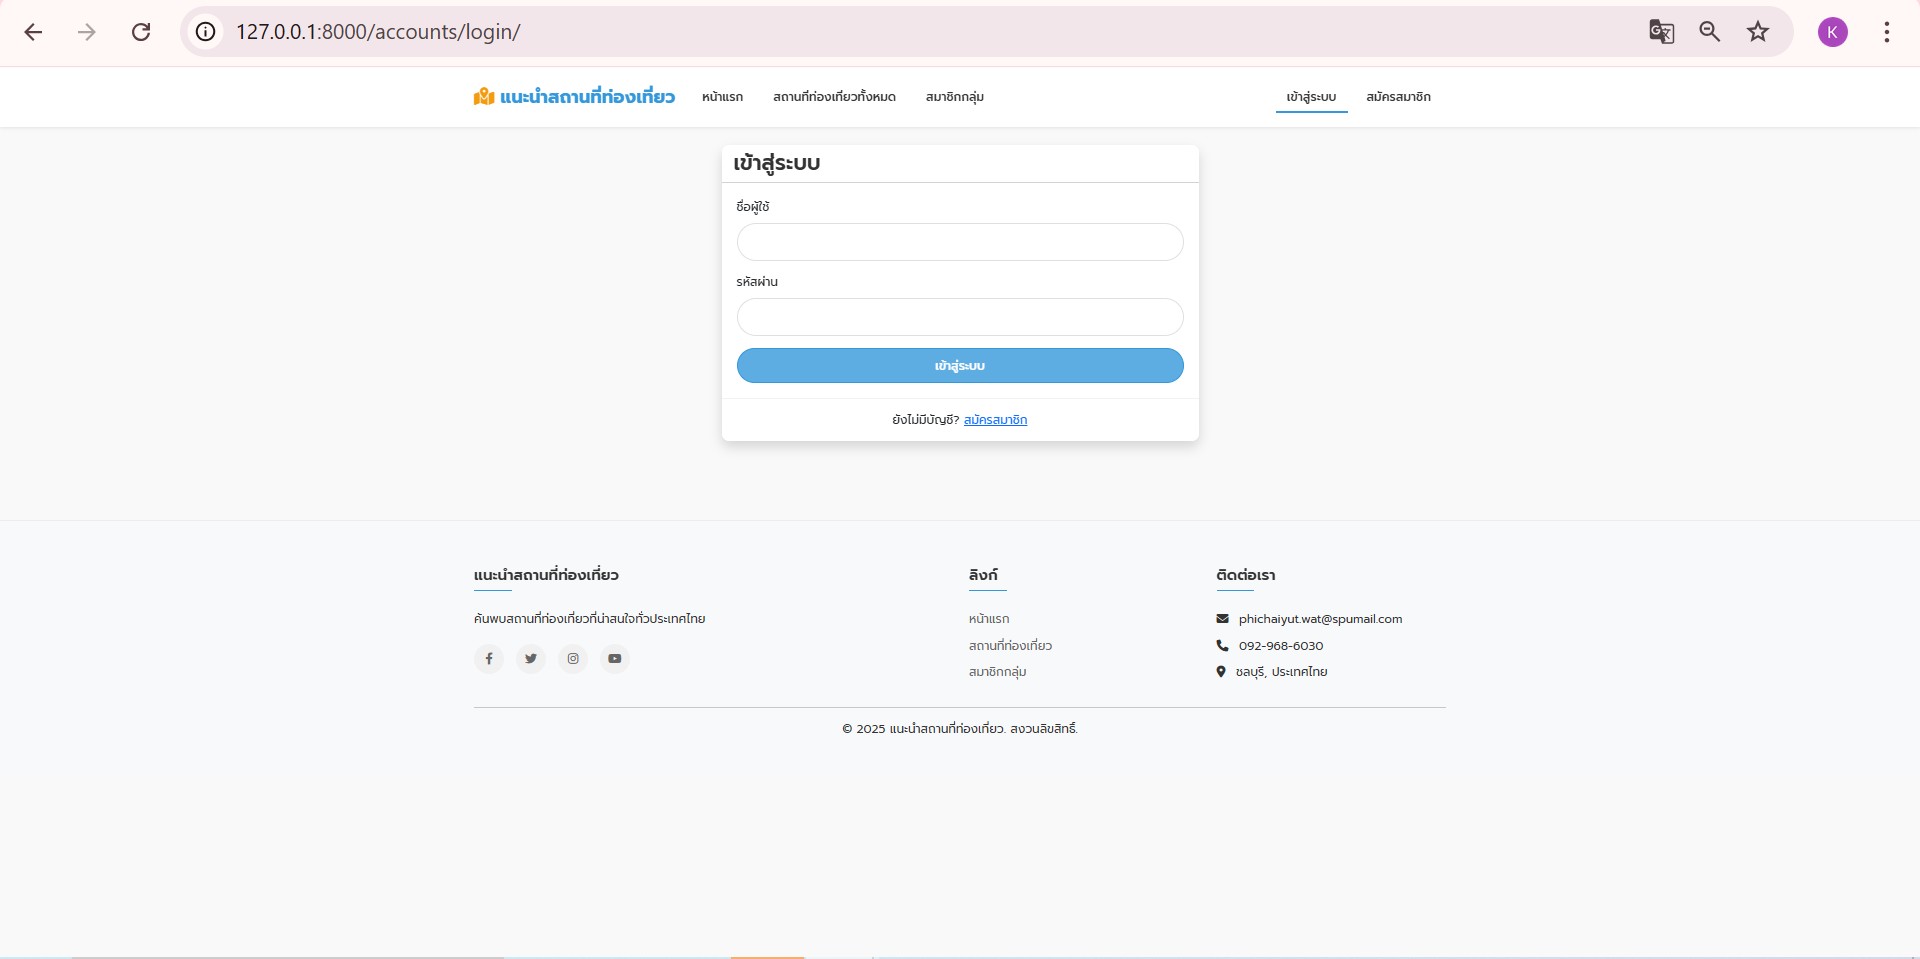 127.0.0.1:8000/accounts/login/
K
แนะนำสถานที่ท่องเที่ยว หน้าแรก สถานที่ท่องเที่ยวทั้งหมด สมาชิกกลุ่ม เข้าสู่ระบบ สมัครสมาชิก
เข้าสู่ระบบ
ชื่อผู้ใช้
รหัสผ่าน
เข้าสู่ระบบ
ยังไม่มีบัญชี? สมัครสมาชิก
แนะนำสถานที่ท่องเที่ยว
ค้นพบสถานที่ท่องเที่ยวที่น่าสนใจทั่วประเทศไทย
ลิงก์
หน้าแรก
สถานที่ท่องเที่ยว
สมาชิกกลุ่ม
ติดต่อเรา
phichaiyut.wat@spumail.com
092-968-6030
ชลบุรี, ประเทศไทย
© 2025 แนะนำสถานที่ท่องเที่ยว. สงวนลิขสิทธิ์.